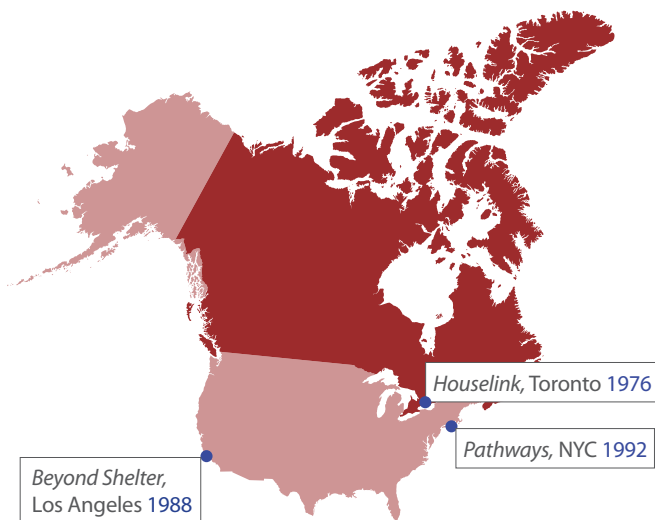 Houselink, Toronto 1976
Pathways, NYC 1992
Beyond Shelter,
Los Angeles 1988